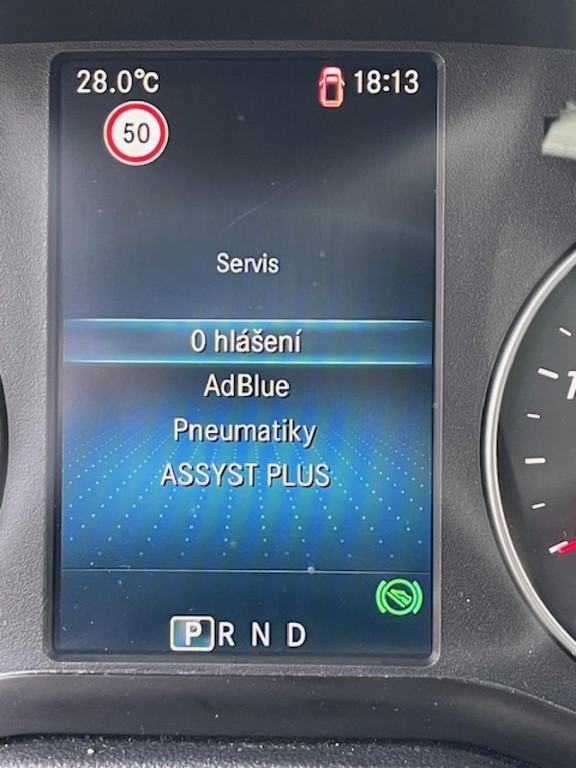 28.0°C 18:13
50
Servis
0 hlášení
AdBlue
Pneumatiky
ASSYST PLUS
P R N D